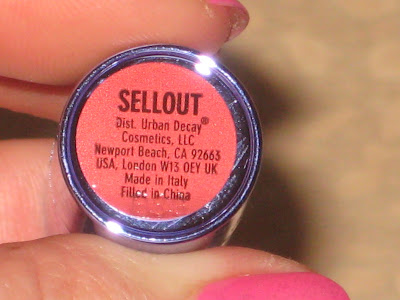 SELLOUT
Dist. Urban Decay®
Cosmetics, LLC
Newport Beach, CA 92663
USA, London W13 OEY UK
Made in Italy
Filled in China